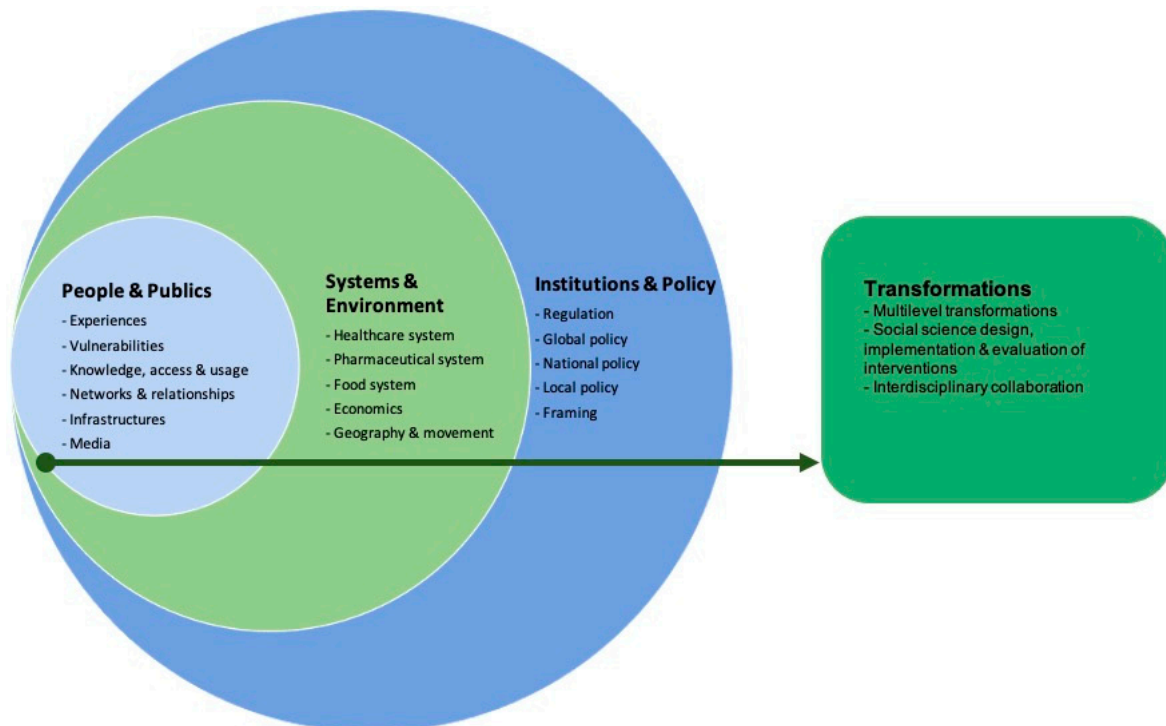 People & Publics
- Experiences
- Vulnerabilities
- Knowledge, access & usage
- Networks & relationships
- Infrastructures
- Media
Systems &
Environment
- Healthcare system
- Pharmaceutical system
- Food system
- Economics
- Geography & movement
Institutions & Policy
- Regulation
- Global policy
- National policy
- Local policy
- Framing
Transformations
- Multilevel transformations
- Social science design,
implementation & evaluation of
interventions
- Interdisciplinary collaboration